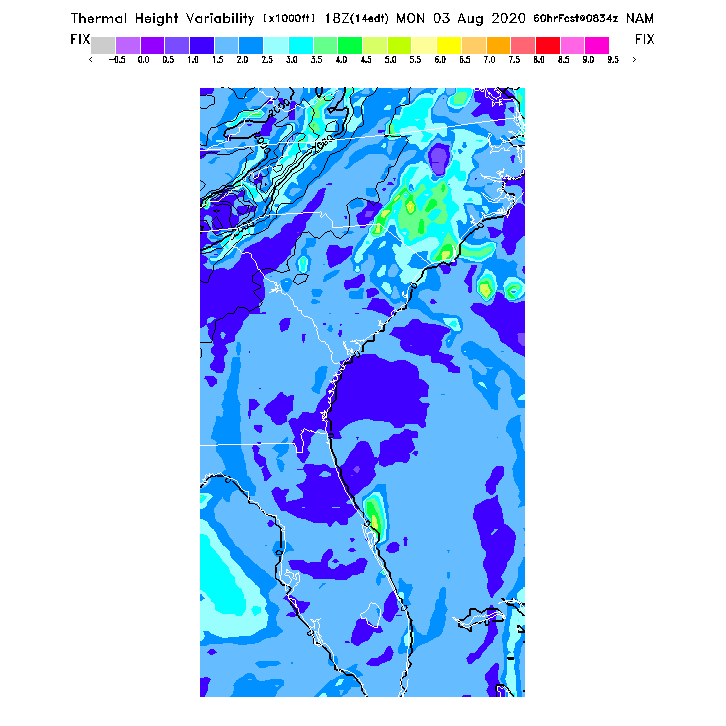 Thermal Height Variability [x1000ft] 18Z(14edt) MON 03 Aug 2020 60hrFcst@0834z NAM
FIX FIX
< -0.5 0.0 0.5 1.0 1.5 2.0 2.5 3.0 3.5 4.0 4.5 5.0 5.5 6.0 6.5 7.0 7.5 8.0 8.5 9.0 9.5 >
2000
2000